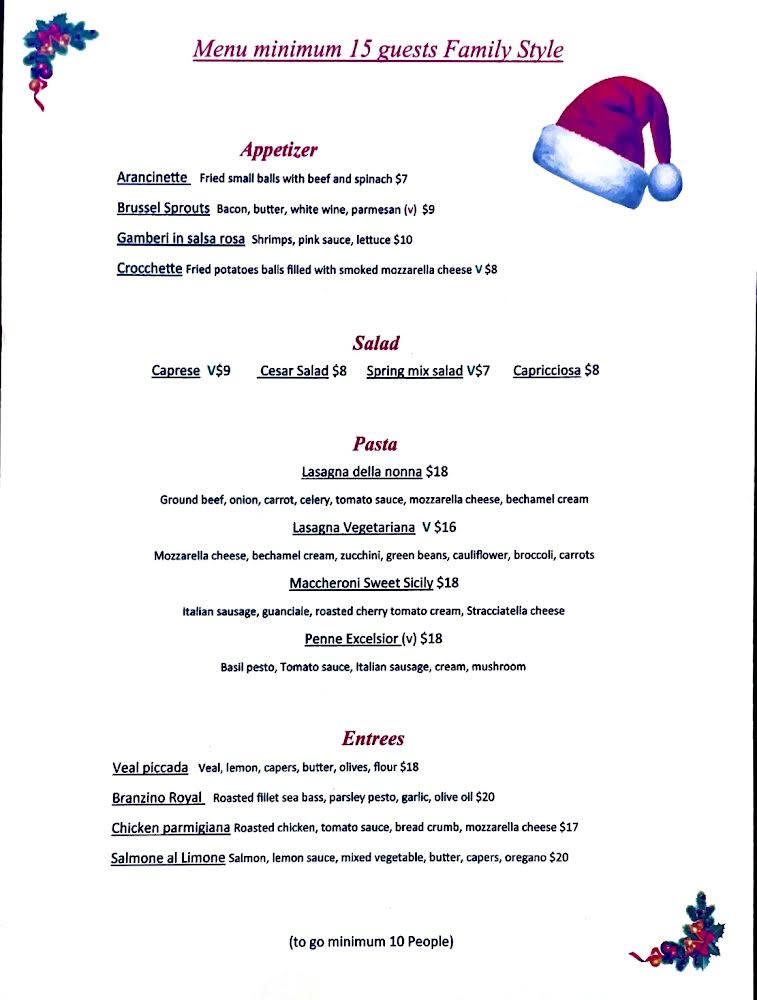 Menu minimum 15 guests Family Style
Appetizer
Arancinette Fried small balls with beef and spinach $7
Brussel Sprouts Bacon, butter, white wine, parmesan (v) $9
Gamberi in salsa rosa Shrimps, pink sauce, lettuce $10
Crocchette Fried potatoes balls filled with smoked mozzarella cheese V $8
Salad
Caprese V$9 Cesar Salad $8 Spring mix salad V$7 Capricciosa $8
Pasta
Lasagna della nonna $18
Ground beef, onion, carrot, celery, tomato sauce, mozzarella cheese, bechamel cream
Lasagna Vegetariana V $16
Mozzarella cheese, bechamel cream, zucchini, green beans, cauliflower, broccoli, carrots
Maccheroni Sweet Sicily $18
Italian sausage, guanciale, roasted cherry tomato cream, Stracciatella cheese
Penne Excelsior (v) $18
Basil pesto, Tomato sauce, Italian sausage, cream, mushroom
Entrees
Veal piccada Veal, lemon, capers, butter, olives, flour $18
Branzino Royal Roasted fillet sea bass, parsley pesto, garlic, olive oil $20
Chicken parmigiana Roasted chicken, tomato sauce, bread crumb, mozzarella cheese $17
Salmone al Limone Salmon, lemon sauce, mixed vegetable, butter, capers, oregano $20
(to go minimum 10 People)